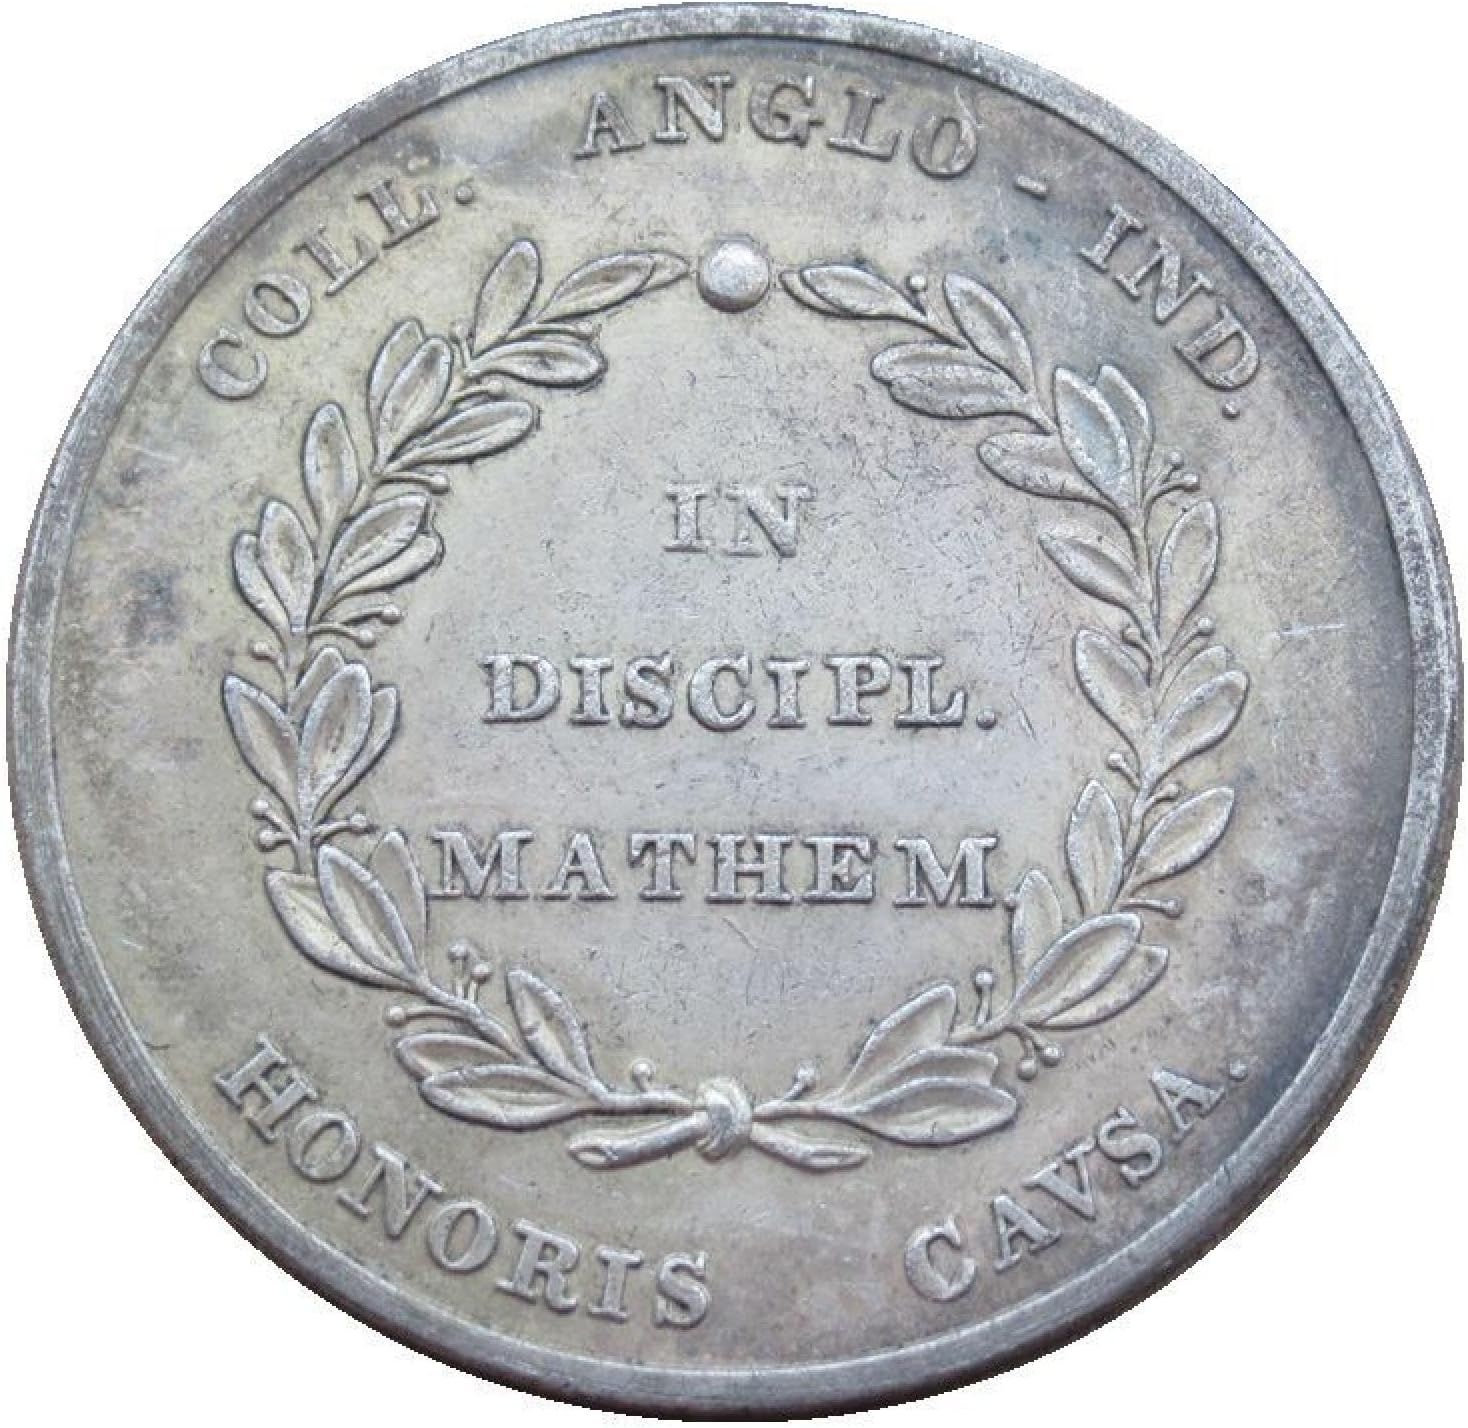 COLL. ANGLO-IND.
IN
DISCIPL.
MATHEM.
HONORIS CAVSA.